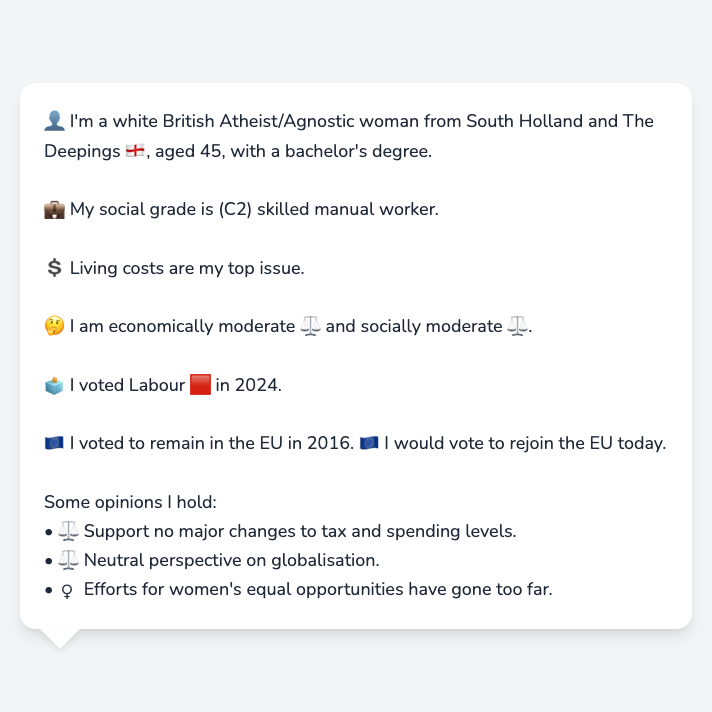 👤 I'm a white British Atheist/Agnostic woman from South Holland and The
Deepings 🏴󠁧󠁢󠁥󠁮󠁧󠁿, aged 45, with a bachelor's degree.
💼 My social grade is (C2) skilled manual worker.
💲 Living costs are my top issue.
🤔 I am economically moderate ⚖️ and socially moderate ⚖️.
🗳️ I voted Labour 🟥 in 2024.
🇪🇺 I voted to remain in the EU in 2016. 🇪🇺 I would vote to rejoin the EU today.
Some opinions I hold:
• ⚖️ Support no major changes to tax and spending levels.
• ⚖️ Neutral perspective on globalisation.
• ♀ Efforts for women's equal opportunities have gone too far.